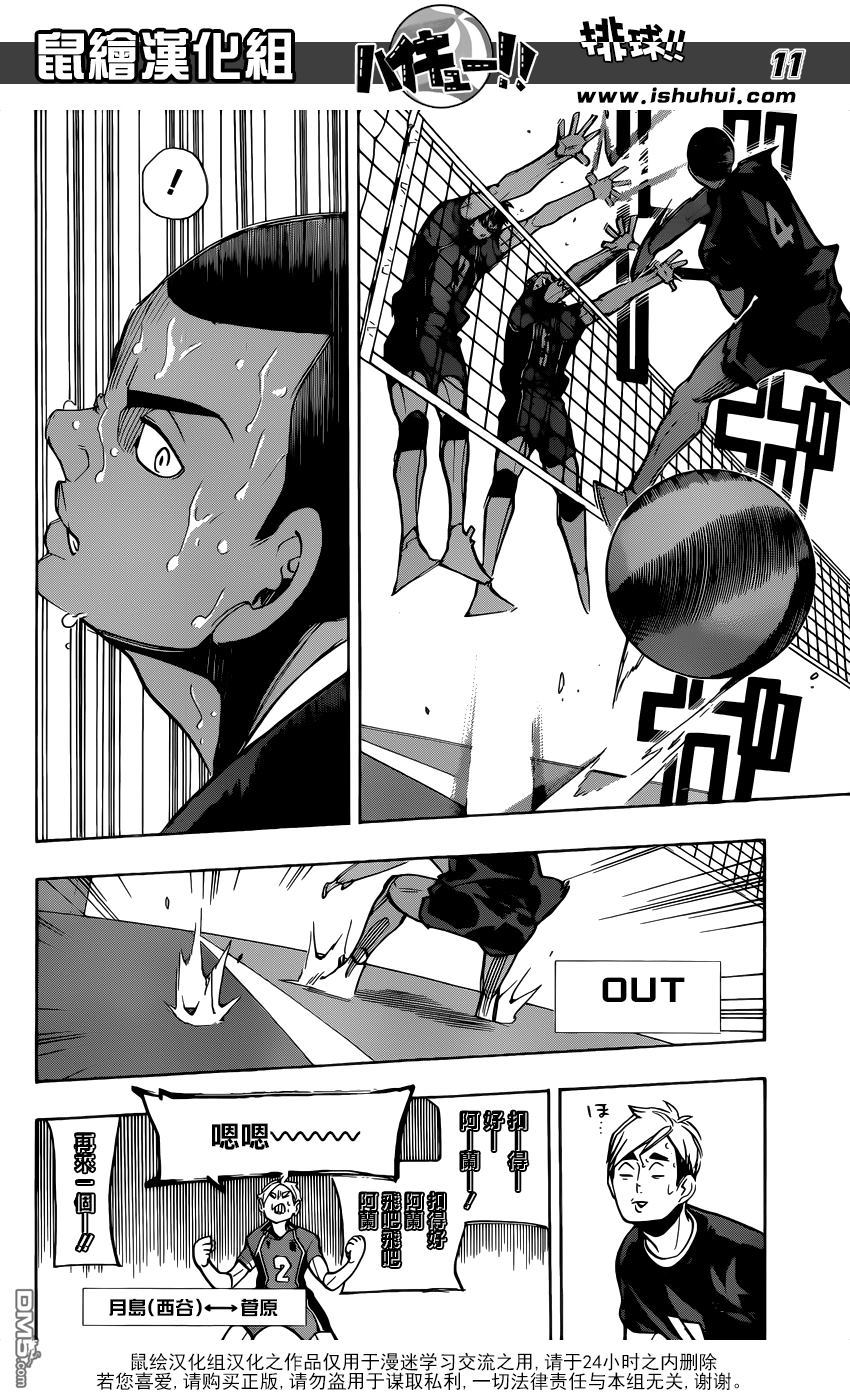 鼠繪漢化組
ハイキュー!!
排球!!
11
www.ishuhui.com
4
!
OUT
ほ…
扣—得—
好—
阿—蘭—!
扣得好
阿蘭
飛吧飛吧
阿蘭
嗯嗯
再來一個—!!
2
月島(西谷)⟷菅原
DM5.com
鼠绘汉化组汉化之作品仅用于漫迷学习交流之用, 请于24小时之内删除
若您喜爱, 请购买正版, 请勿盗用于谋取私利, 一切法律责任与本组无关, 谢谢。